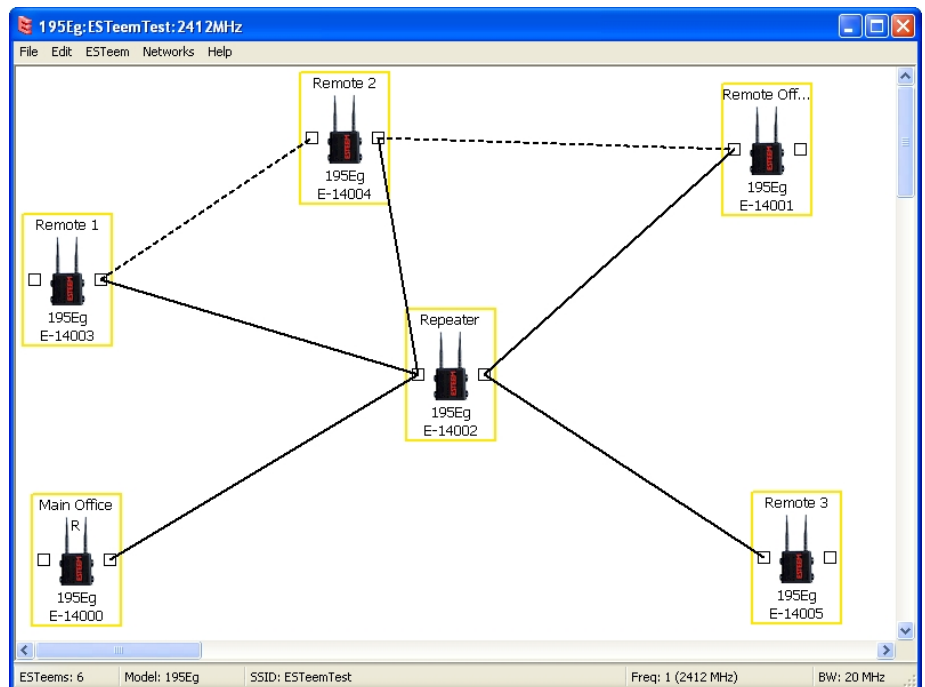 195Eg:ESTeemTest:2412MHz
File Edit ESTeem Networks Help
Remote 2
195Eg
E-14004
Remote Off...
195Eg
E-14001
Remote 1
195Eg
E-14003
Repeater
195Eg
E-14002
Main Office
R
195Eg
E-14000
Remote 3
195Eg
E-14005
ESTeems: 6 Model: 195Eg SSID: ESTeemTest Freq: 1 (2412 MHz) BW: 20 MHz